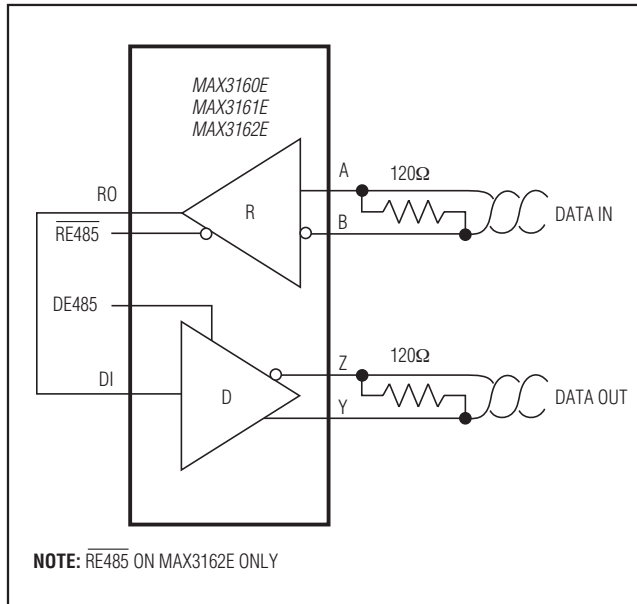 MAX3160E
MAX3161E
MAX3162E
A
120Ω
RO
R
DATA IN
RE485
B
DE485
Z
120Ω
DI
D
DATA OUT
Y
NOTE: RE485 ON MAX3162E ONLY